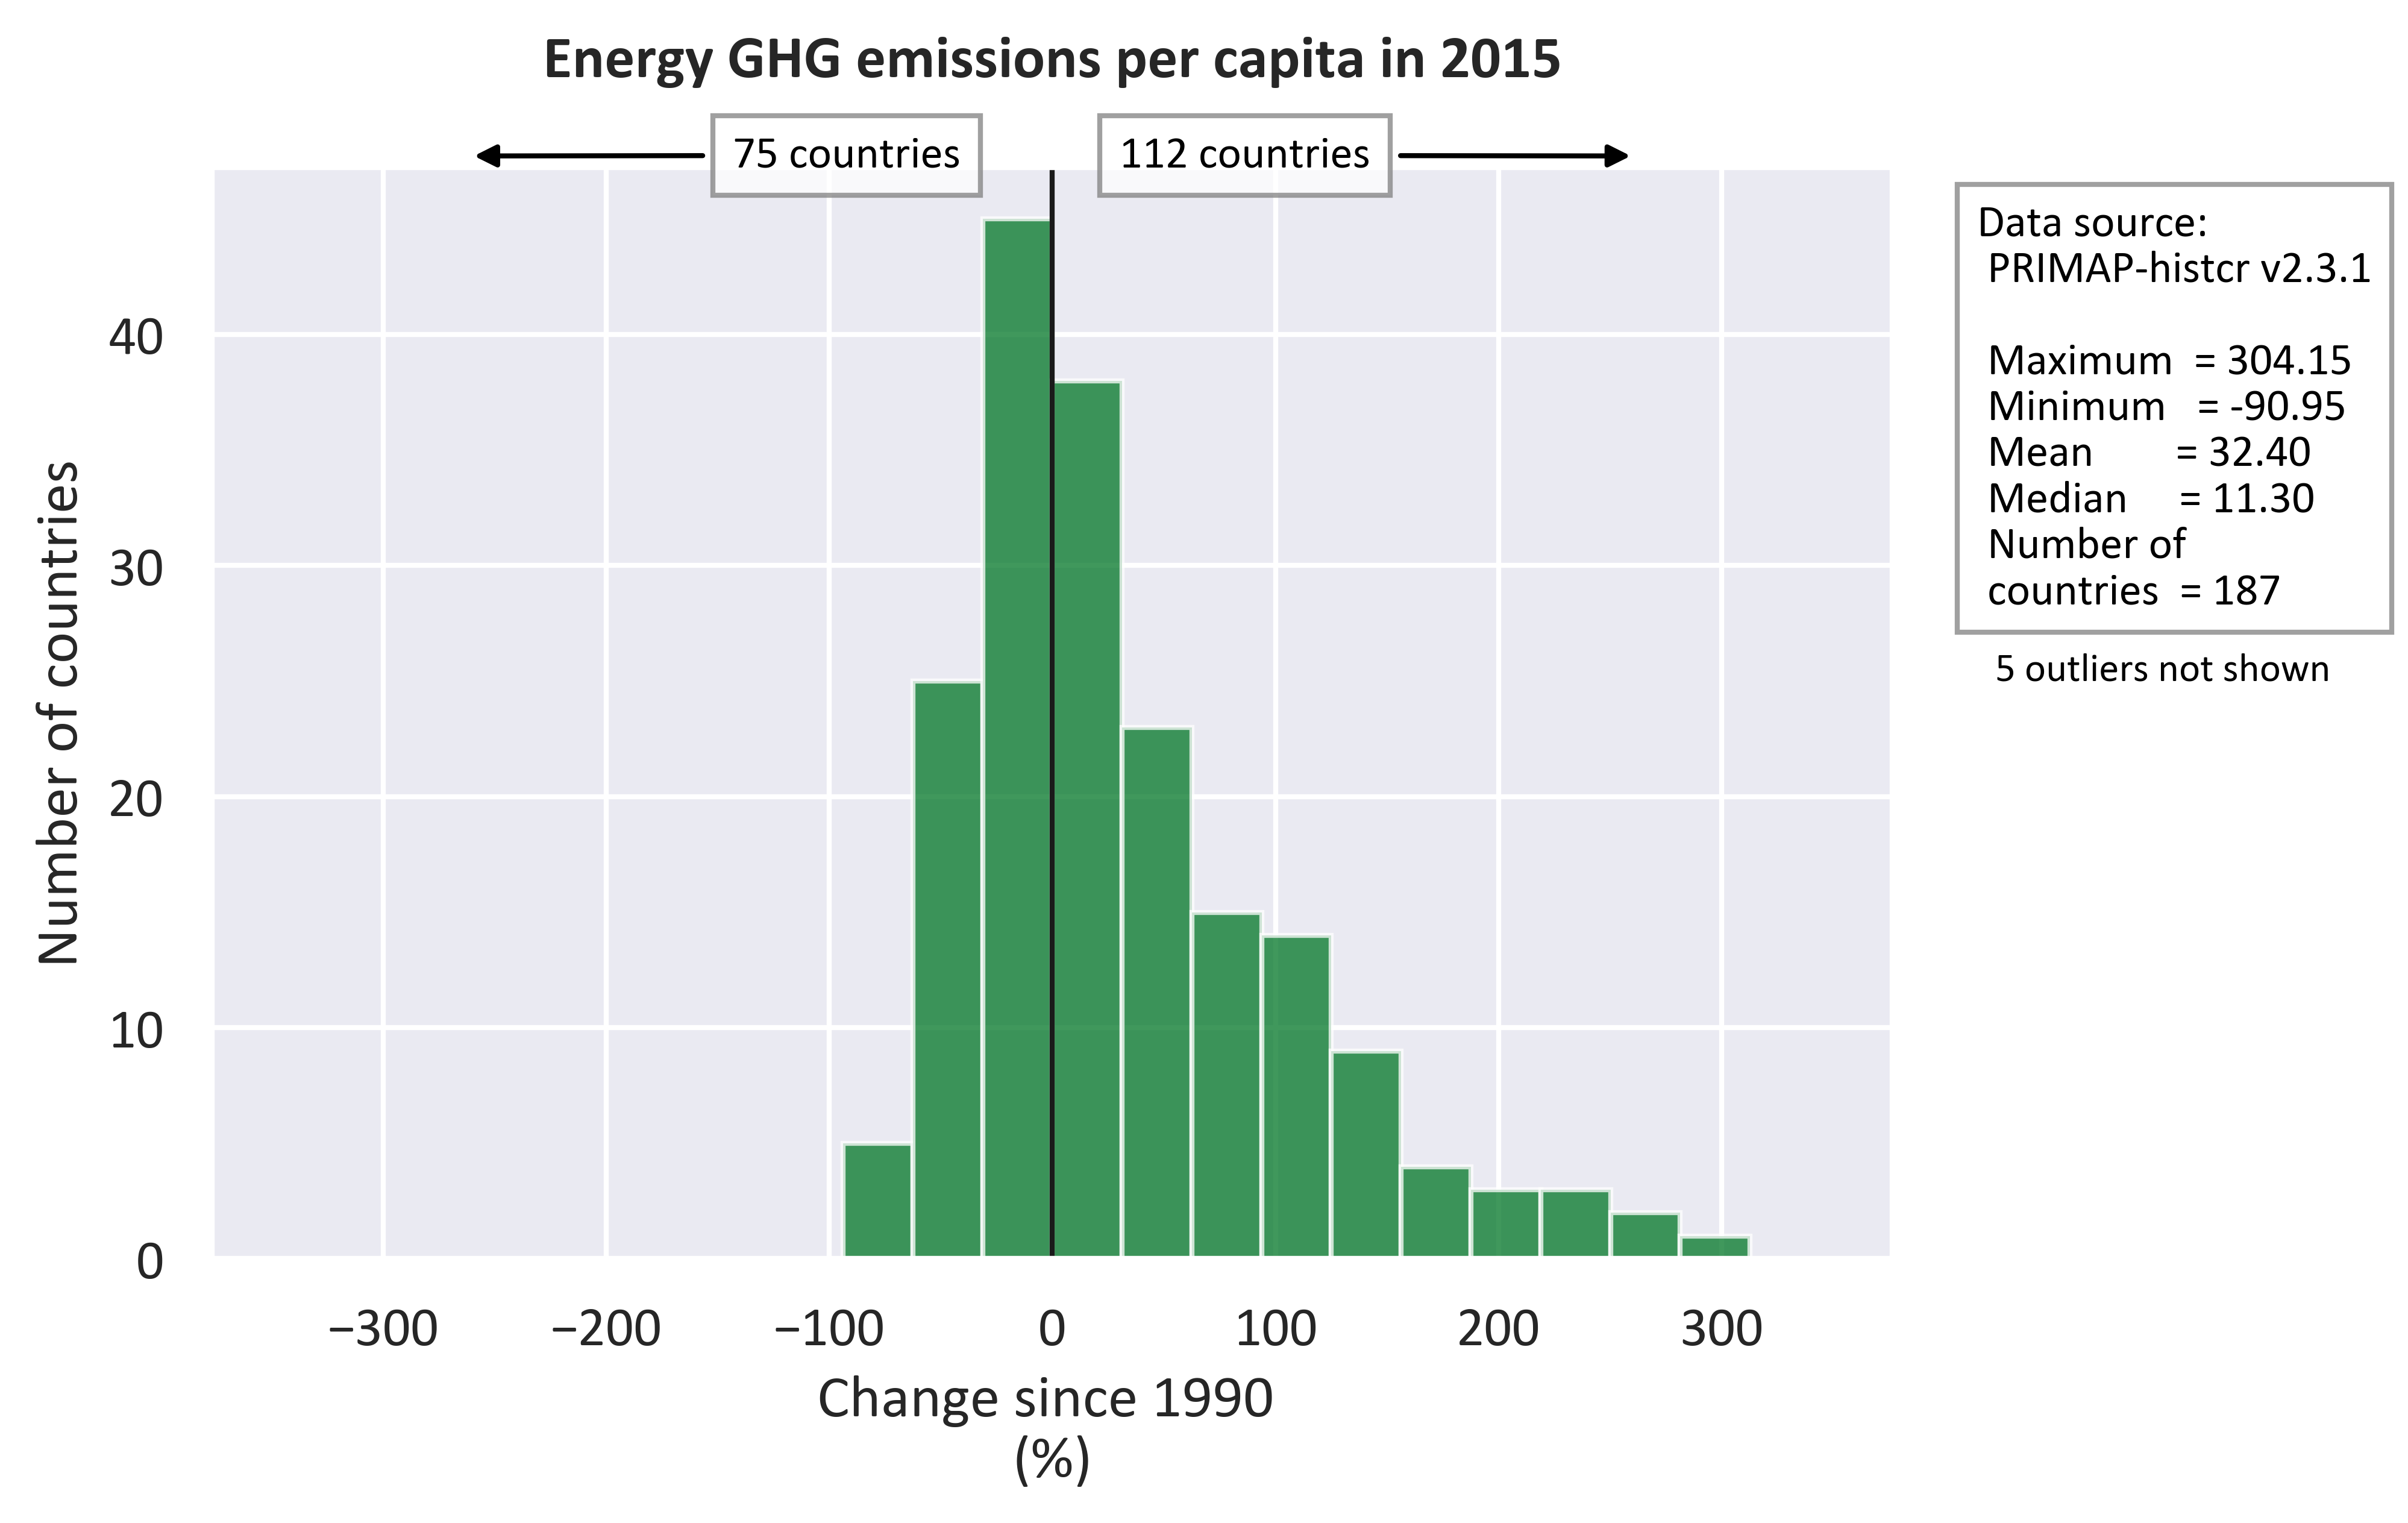 Energy GHG emissions per capita in 2015
75 countries
112 countries
Data source:
PRIMAP-histcr v2.3.1
Maximum = 304.15
Minimum = -90.95
Mean = 32.40
Median = 11.30
Number of
countries = 187
5 outliers not shown
Number of countries
40
30
20
10
0
−300 −200 −100 0 100 200 300
Change since 1990
(%)